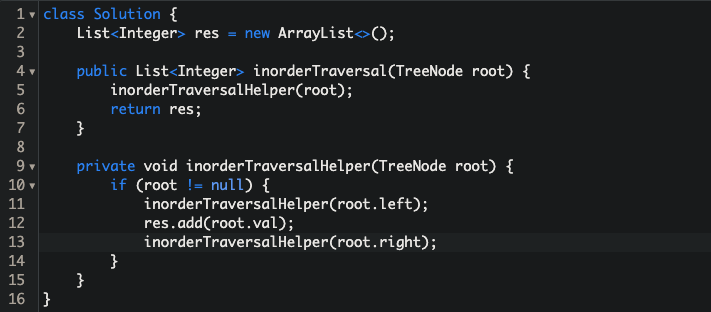 1 class Solution {
2     List<Integer> res = new ArrayList<>();
3
4     public List<Integer> inorderTraversal(TreeNode root) {
5         inorderTraversalHelper(root);
6         return res;
7     }
8
9     private void inorderTraversalHelper(TreeNode root) {
10         if (root != null) {
11             inorderTraversalHelper(root.left);
12             res.add(root.val);
13             inorderTraversalHelper(root.right);
14         }
15     }
16 }